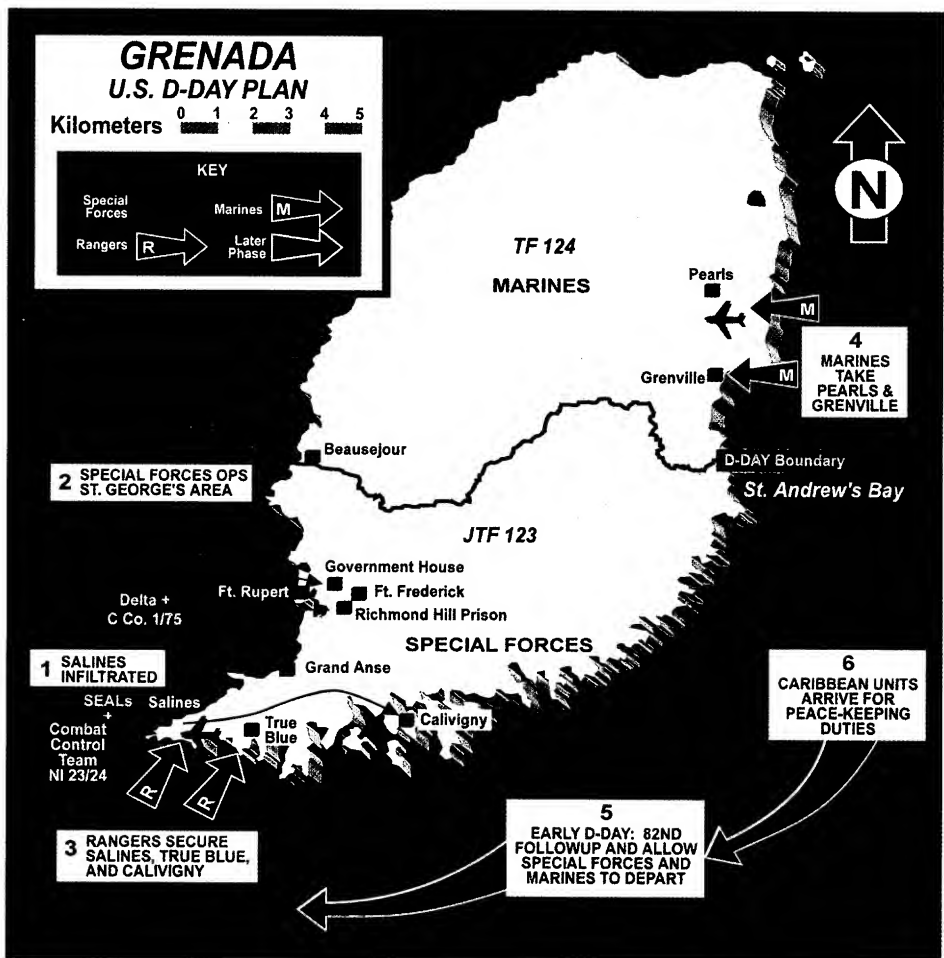 GRENADA
U.S. D-DAY PLAN
Kilometers 0 1 2 3 4 5
KEY
Special
Forces
Marines M
Rangers R
Later
Phase
N
TF 124
MARINES
Pearls
M
4
MARINES
TAKE
PEARLS &
GRENVILLE
Grenville
M
Beausejour
D-DAY Boundary
2 SPECIAL FORCES OPS
ST. GEORGE'S AREA
St. Andrew's Bay
JTF 123
Government House
Ft. Rupert
Ft. Frederick
Richmond Hill Prison
Delta +
C Co. 1/75
SPECIAL FORCES
1 SALINES
INFILTRATED
Grand Anse
6
CARIBBEAN UNITS
ARRIVE FOR
PEACE-KEEPING
DUTIES
SEALs
+
Combat
Control
Team
NI 23/24
Salines
True
Blue
Calivigny
R
R
3 RANGERS SECURE
SALINES, TRUE BLUE,
AND CALIVIGNY
5
EARLY D-DAY: 82ND
FOLLOWUP AND ALLOW
SPECIAL FORCES AND
MARINES TO DEPART